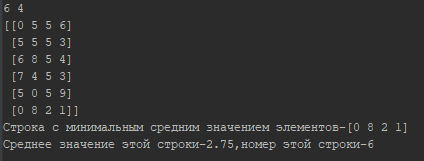 6 4
[[0 5 5 6]
 [5 5 5 3]
 [6 8 5 4]
 [7 4 5 3]
 [5 0 5 9]
 [0 8 2 1]]
Строка с минимальным средним значением элементов-[0 8 2 1]
Среднее значение этой строки-2.75,номер этой строки-6